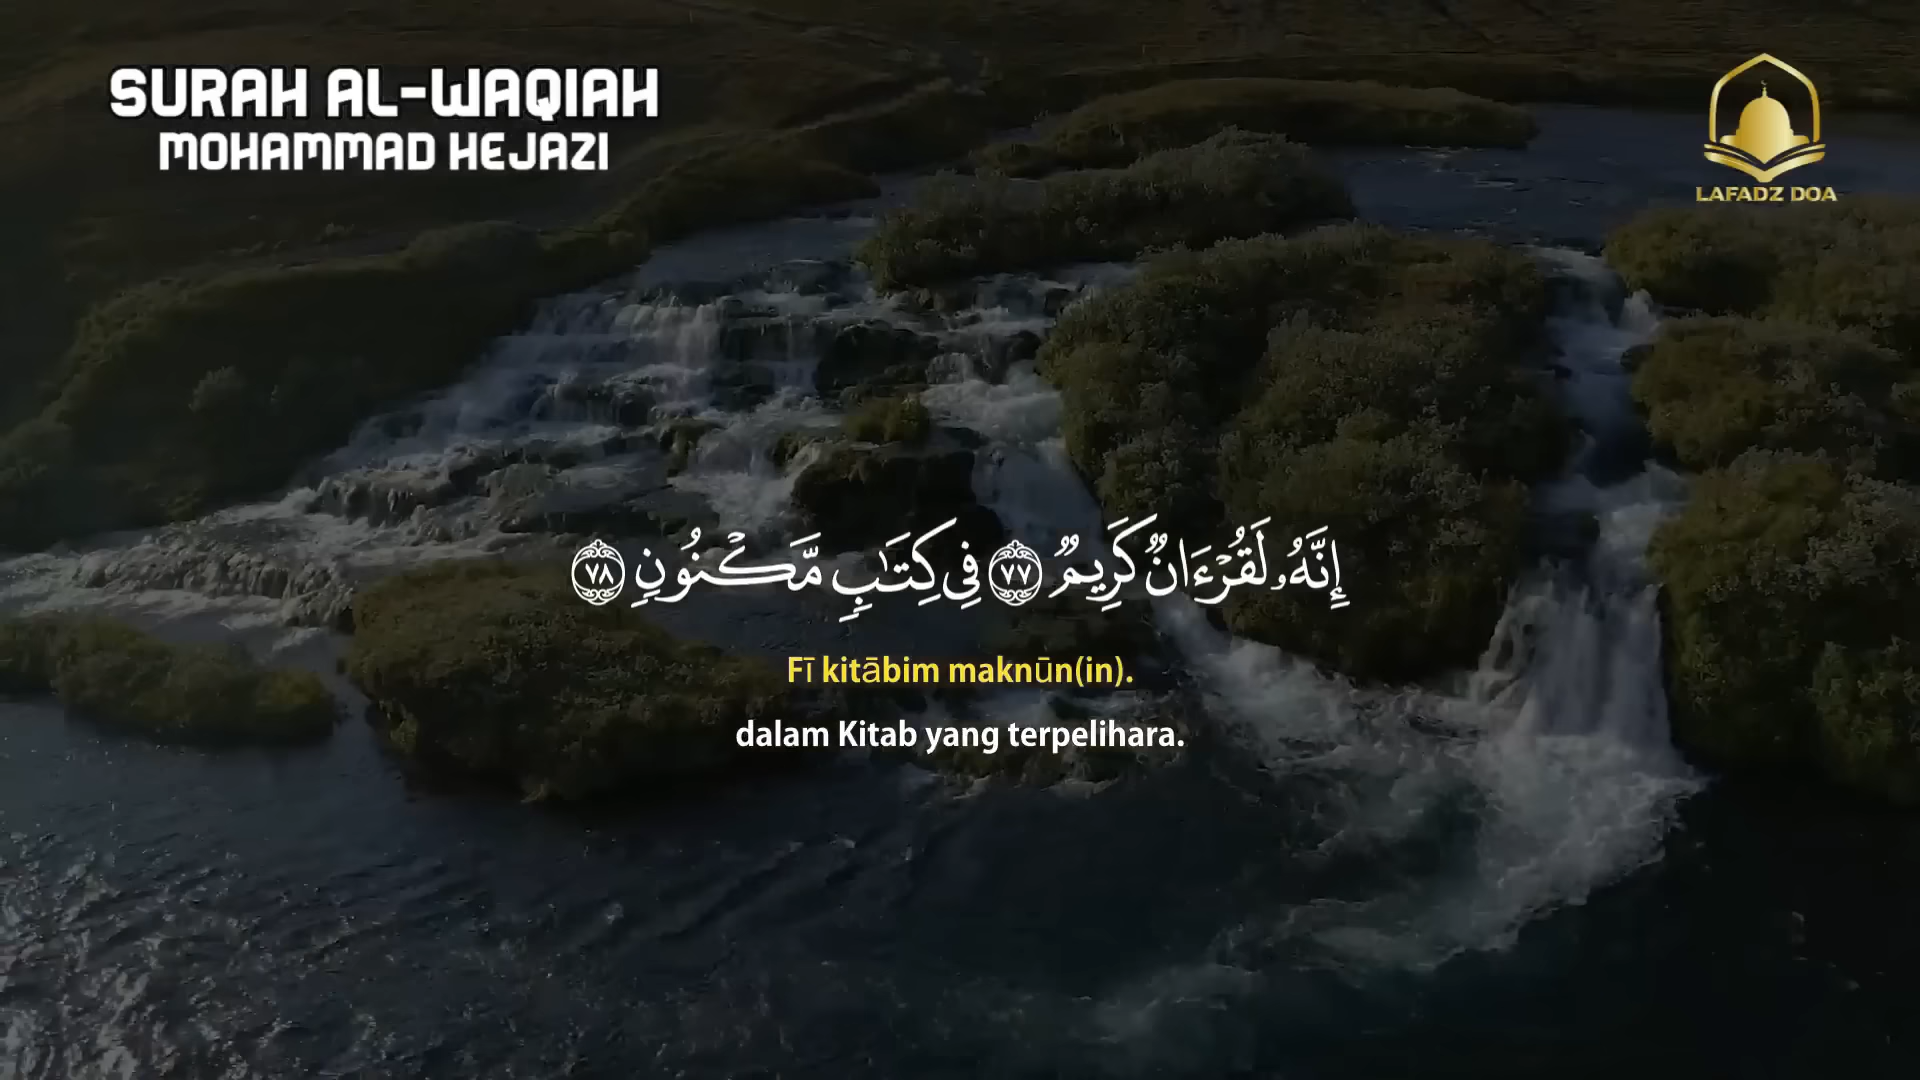 SURAH AL-WAQIAH
MOHAMMAD HEJAZI
LAFADZ DOA
إِنَّهُۥ لَقُرْءَانٌ كَرِيمٌ ۝٧٧ فِى كِتَٰبٍ مَّكْنُونٍ ۝٧٨
Fī kitābim maknūn(in).
dalam Kitab yang terpelihara.